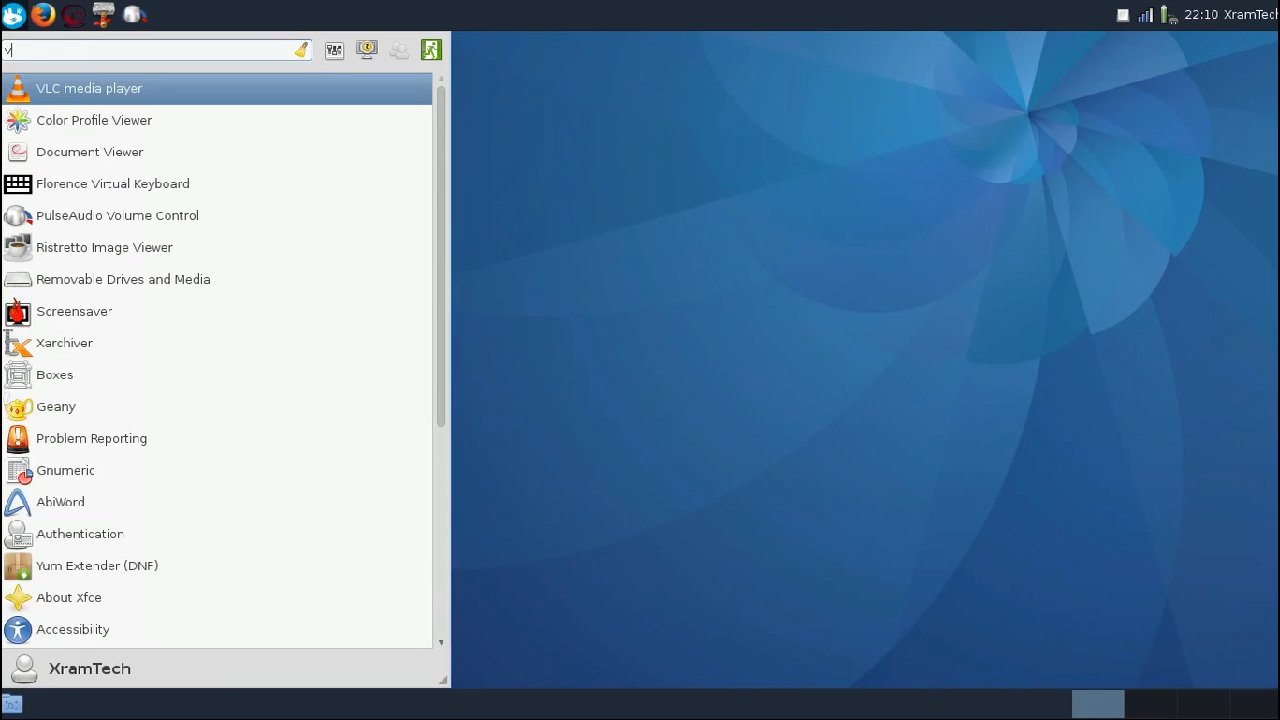 22:10 XramTech
v
VLC media player
Color Profile Viewer
Document Viewer
Florence Virtual Keyboard
PulseAudio Volume Control
Ristretto Image Viewer
Removable Drives and Media
Screensaver
Xarchiver
Boxes
Geany
Problem Reporting
Gnumeric
AbiWord
Authentication
Yum Extender (DNF)
About Xfce
Accessibility
XramTech